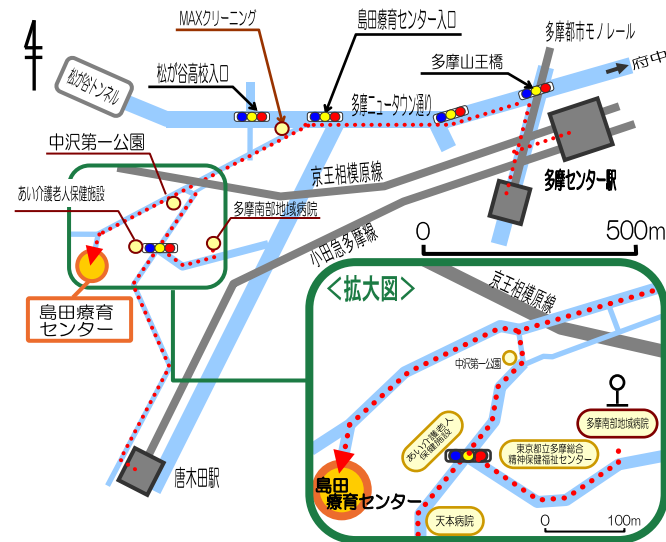 MAXクリーニング
島田療育センター入口
多摩都市モノレール
府中
松が谷トンネル
松が谷高校入口
多摩山王橋
多摩ニュータウン通り
中沢第一公園
京王相模原線
多摩センター駅
あい介護老人保健施設
多摩南部地域病院
小田急多摩線
0
500m
島田療育
センター
唐木田駅
<拡大図>
京王相模原線
中沢第一公園
あい介護老人
保健施設
多摩南部地域病院
東京都立多摩総合
精神保健福祉センター
島田
療育センター
天本病院
0
100m